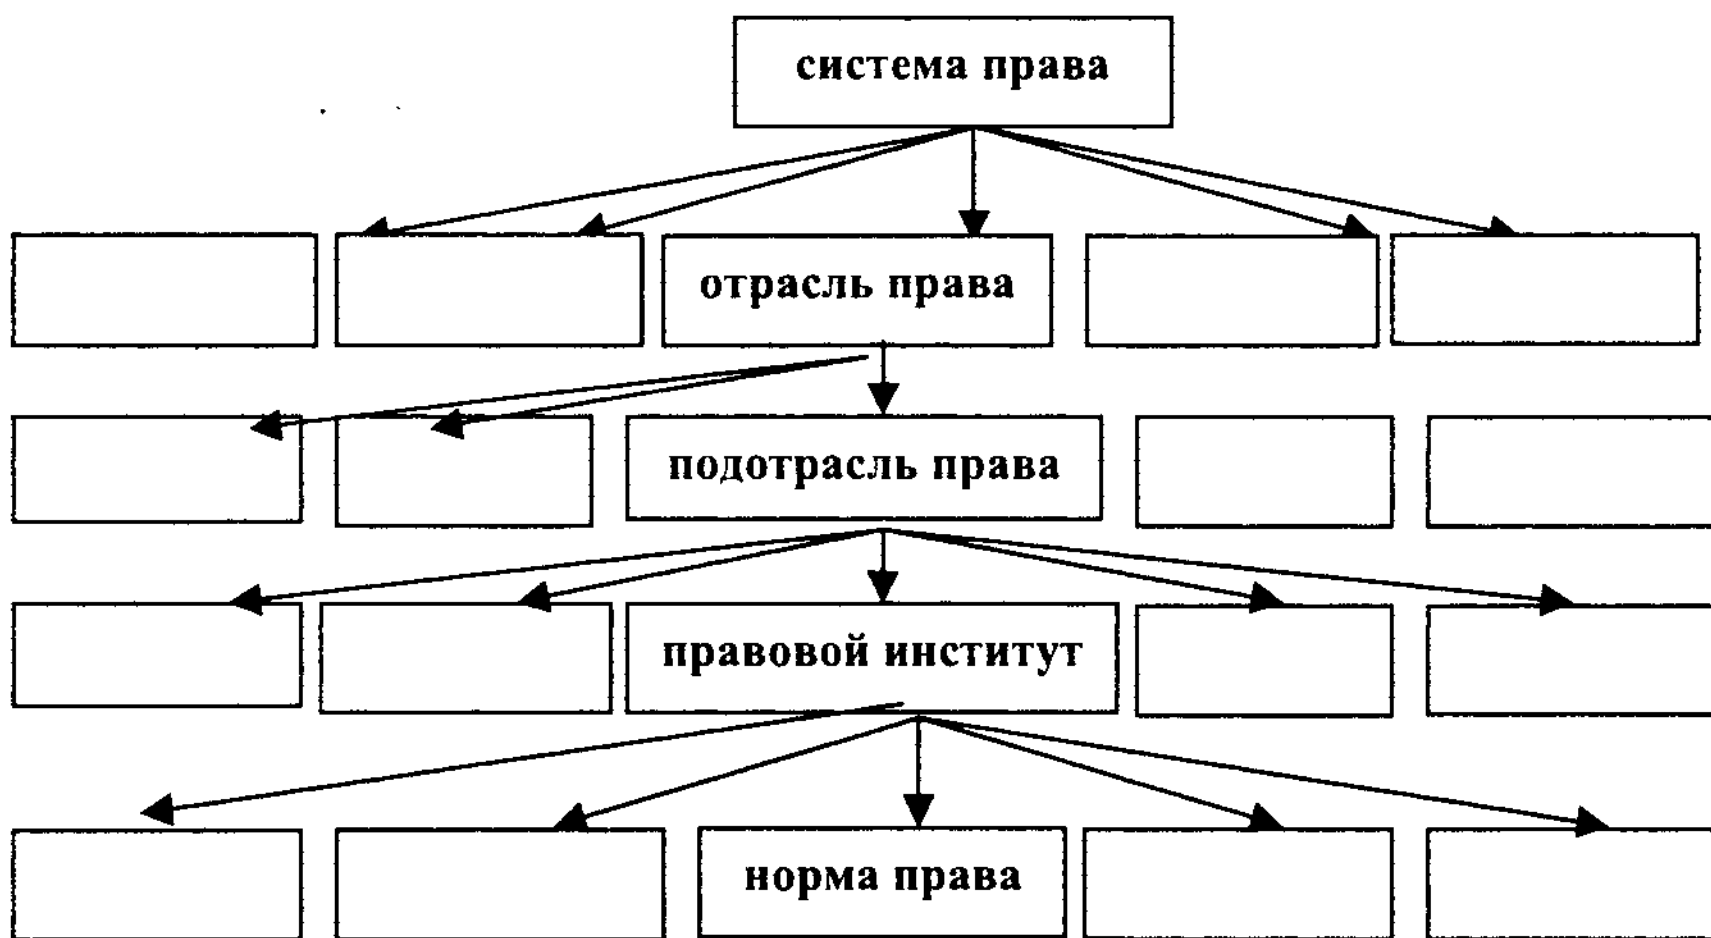 система права
отрасль права
подотрасль права
правовой институт
норма права